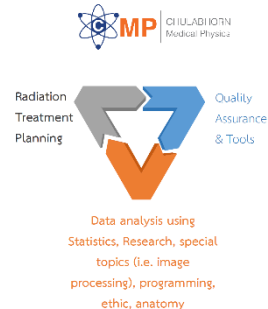 CMP CHULABHORN
Medical Physics
Radiation
Treatment
Planning
Quality
Assurance
& Tools
Data analysis using
Statistics, Research, special
topics (i.e. image
processing), programming,
ethic, anatomy